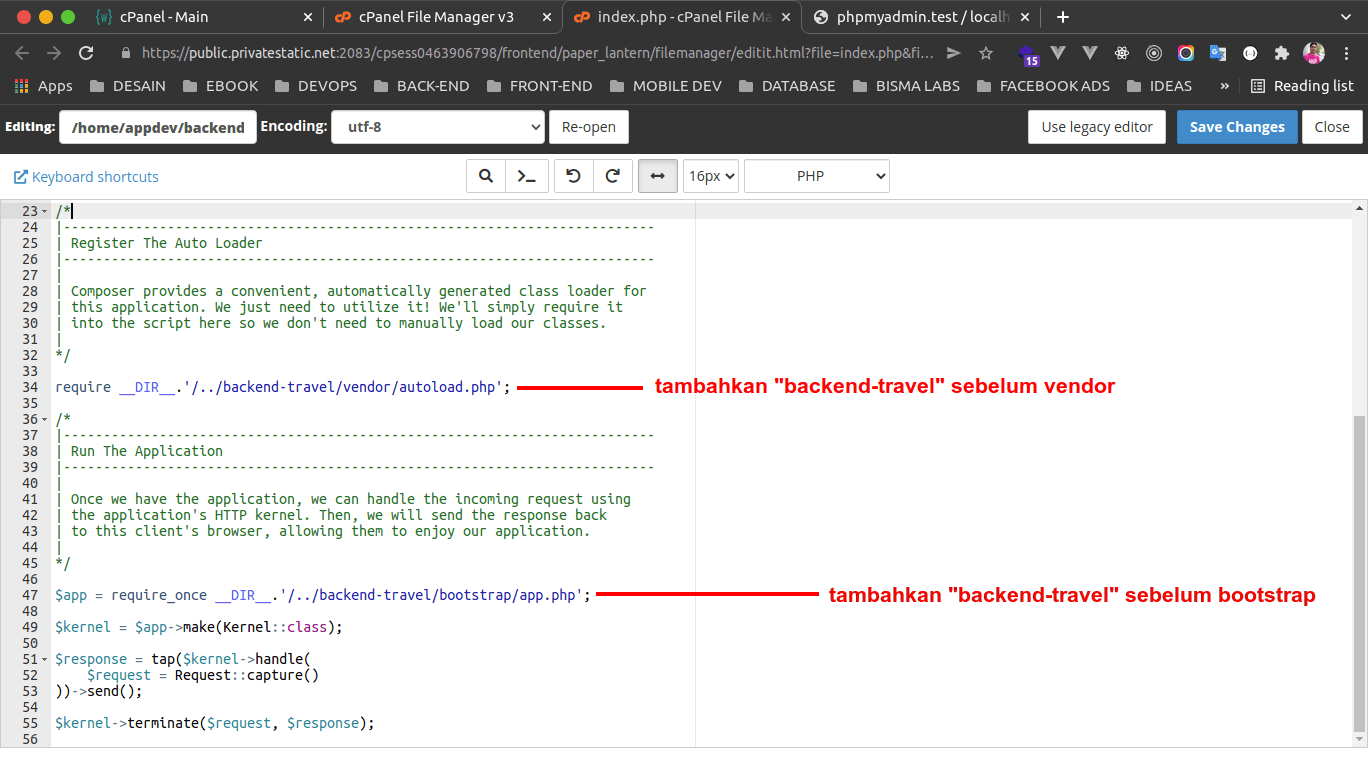 cPanel - Main
cPanel File Manager v3
index.php - cPanel File Ma
phpmyadmin.test / localh
https://public.privatestatic.net:2083/cpsess0463906798/frontend/paper_lantern/filemanager/editit.html?file=index.php&fi...
15
Apps DESAIN EBOOK DEVOPS BACK-END FRONT-END MOBILE DEV DATABASE BISMA LABS FACEBOOK ADS IDEAS » Reading list
Editing: /home/appdev/backend Encoding: utf-8 Re-open Use legacy editor Save Changes Close
Keyboard shortcuts 16px PHP
23 /*
24 |--------------------------------------------------------------------------
25 | Register The Auto Loader
26 |--------------------------------------------------------------------------
27 |
28 | Composer provides a convenient, automatically generated class loader for
29 | this application. We just need to utilize it! We'll simply require it
30 | into the script here so we don't need to manually load our classes.
31 |
32 */
33
34 require __DIR__.'/../backend-travel/vendor/autoload.php'; tambahkan "backend-travel" sebelum vendor
35
36 /*
37 |--------------------------------------------------------------------------
38 | Run The Application
39 |--------------------------------------------------------------------------
40 |
41 | Once we have the application, we can handle the incoming request using
42 | the application's HTTP kernel. Then, we will send the response back
43 | to this client's browser, allowing them to enjoy our application.
44 |
45 */
46
47 $app = require_once __DIR__.'/../backend-travel/bootstrap/app.php'; tambahkan "backend-travel" sebelum bootstrap
48
49 $kernel = $app->make(Kernel::class);
50
51 $response = tap($kernel->handle(
52     $request = Request::capture()
53 ))->send();
54
55 $kernel->terminate($request, $response);
56